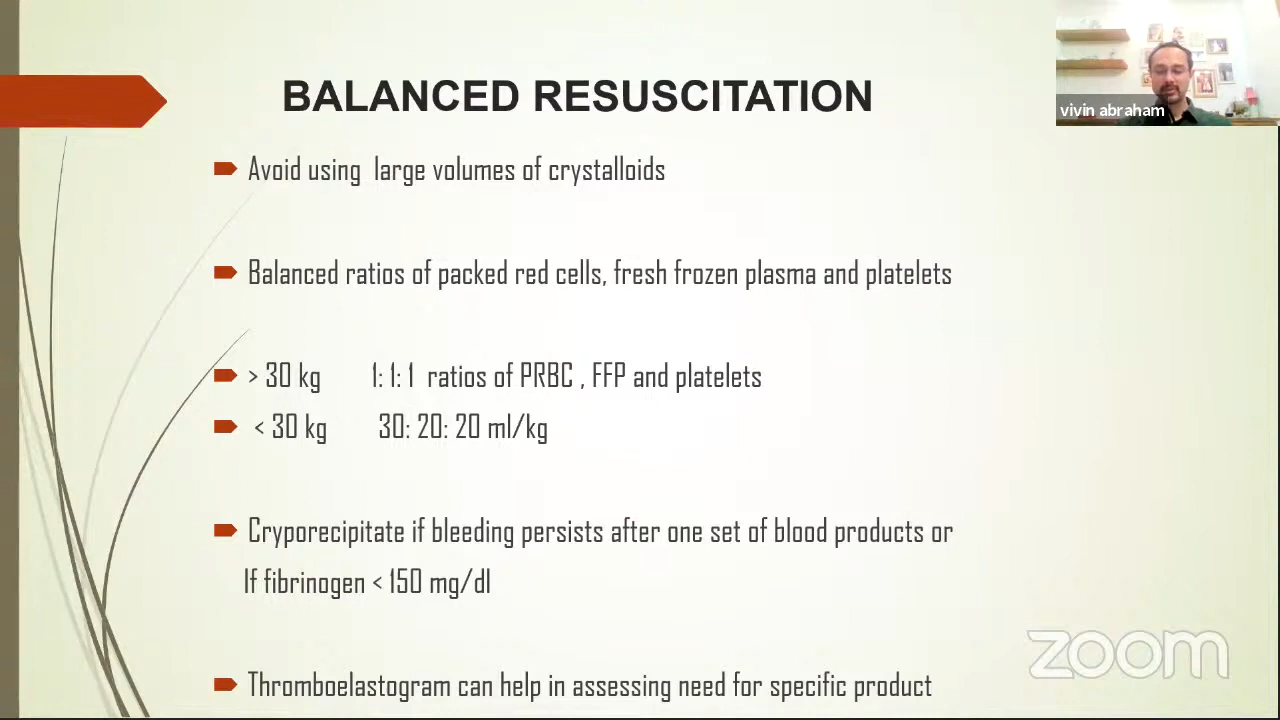 BALANCED RESUSCITATION
vivin abraham
Avoid using large volumes of crystalloids
Balanced ratios of packed red cells, fresh frozen plasma and platelets
> 30 kg 1: 1: 1 ratios of PRBC , FFP and platelets
< 30 kg 30: 20: 20 ml/kg
Cryporecipitate if bleeding persists after one set of blood products or
If fibrinogen < 150 mg/dl
zoom
Thromboelastogram can help in assessing need for specific product